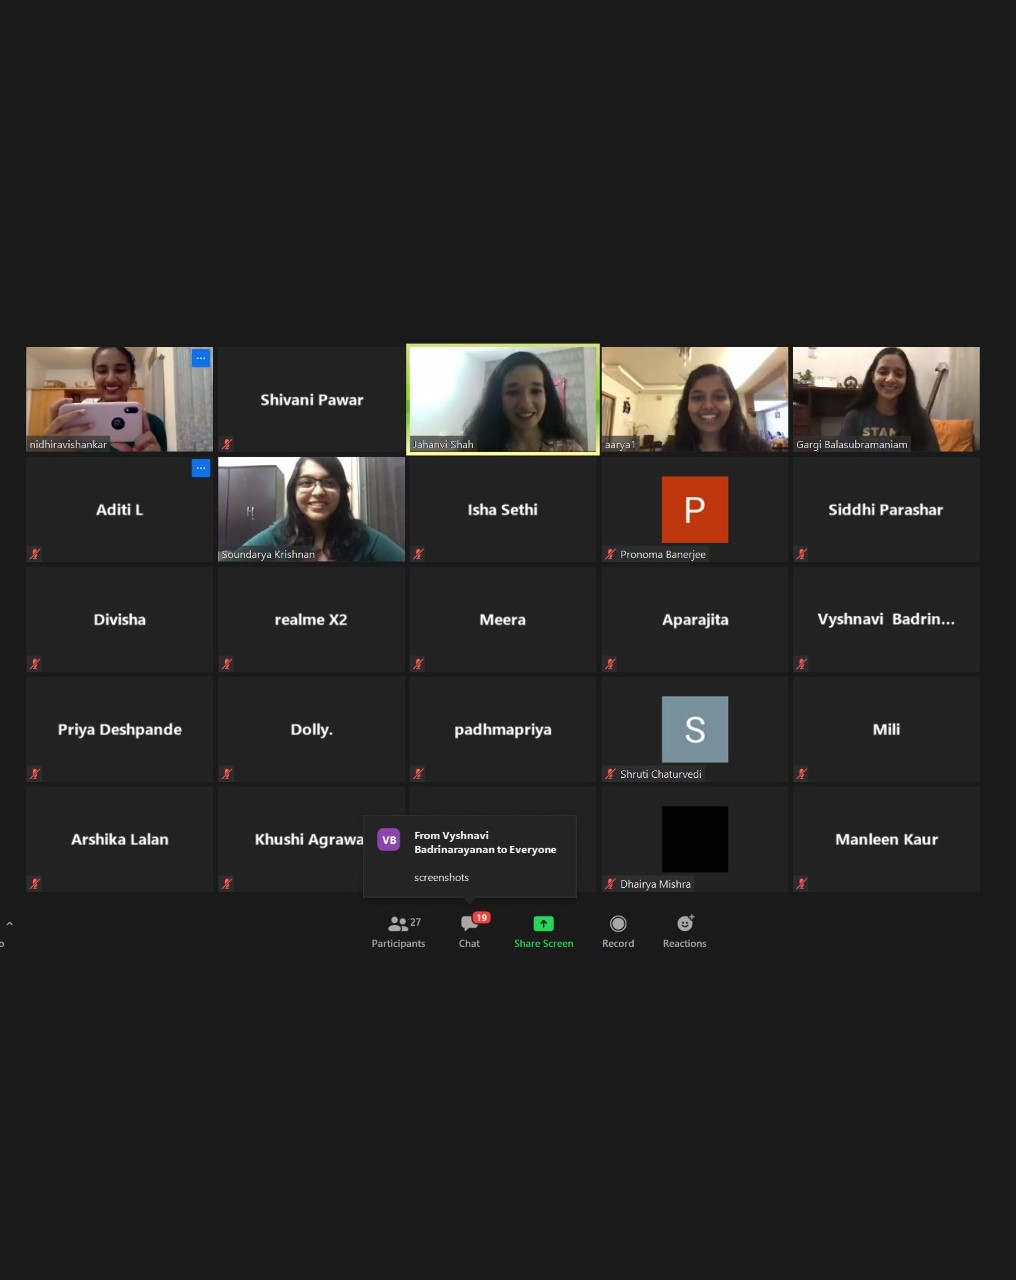 nidhiravishankar
Shivani Pawar
Jahanvi Shah
aarya1
STAN
Gargi Balasubramaniam
Aditi L
Soundarya Krishnan
Isha Sethi
P
Pronoma Banerjee
Siddhi Parashar
Divisha
realme X2
Meera
Aparajita
Vyshnavi Badrin...
Priya Deshpande
Dolly.
padhmapriya
S
Shruti Chaturvedi
Mili
Arshika Lalan
Khushi Agrawa
VB
From Vyshnavi
Badrinarayanan to Everyone
screenshots
Dhairya Mishra
Manleen Kaur
27
19
Participants
Chat
Share Screen
Record
Reactions